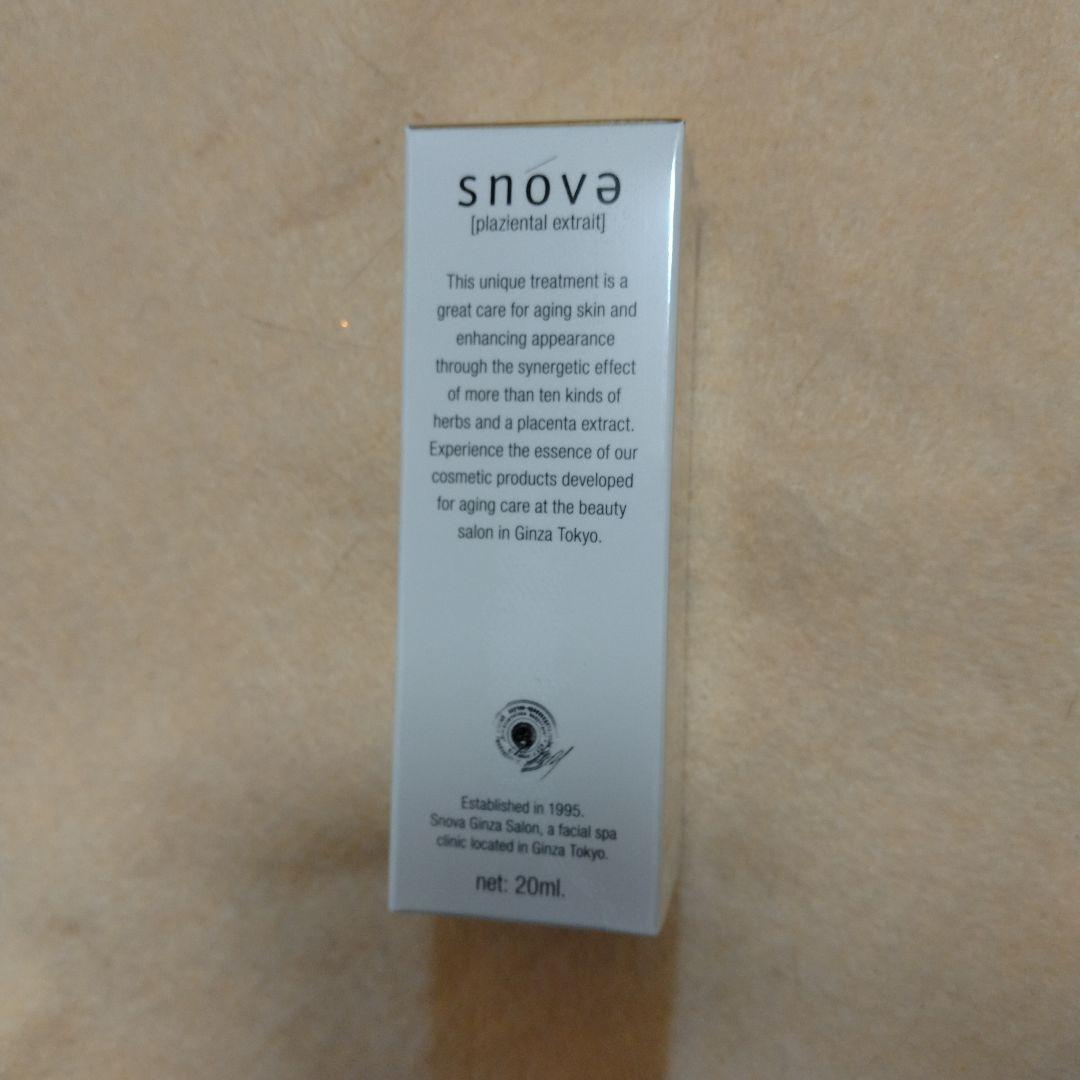 snóvə
[plaziental extrait]
This unique treatment is a
great care for aging skin and
enhancing appearance
through the synergetic effect
of more than ten kinds of
herbs and a placenta extract.
Experience the essence of our
cosmetic products developed
for aging care at the beauty
salon in Ginza Tokyo.
Established in 1995.
Snova Ginza Salon, a facial spa
clinic located in Ginza Tokyo.
net: 20ml.